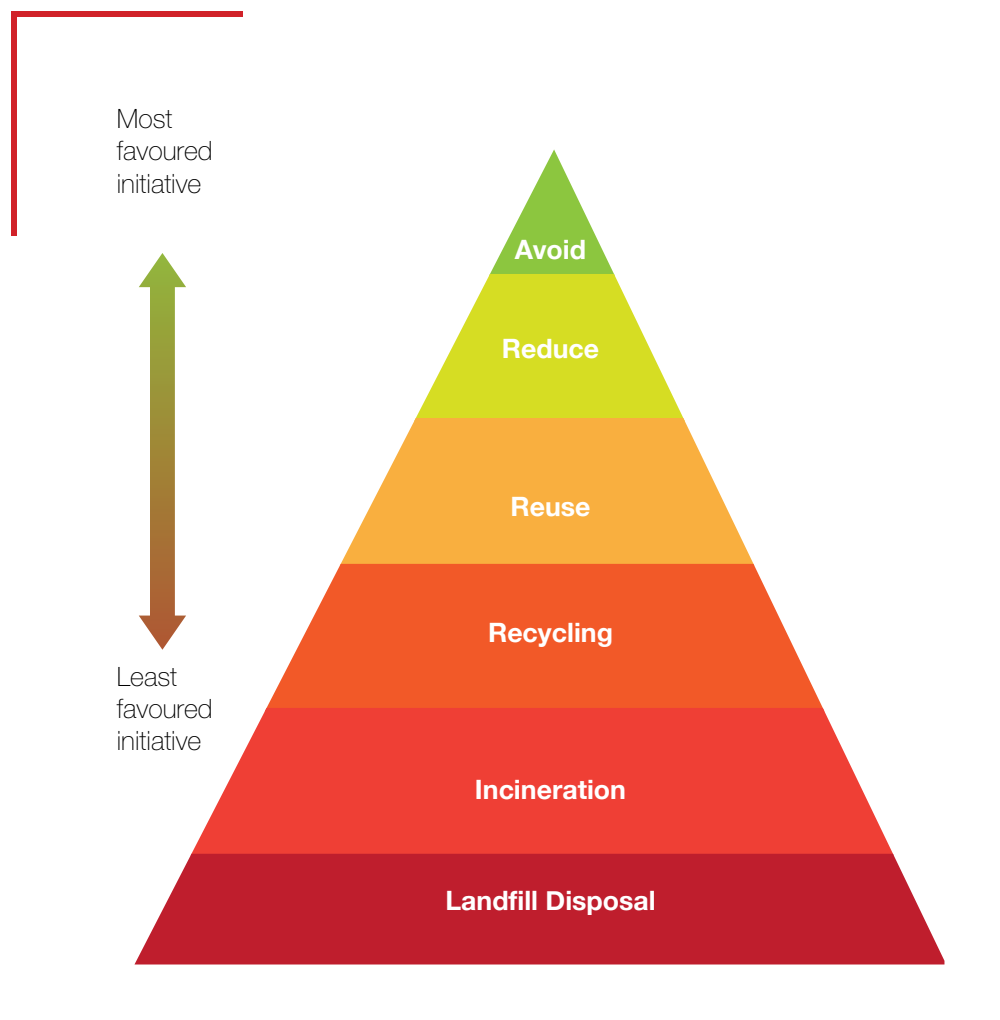 Most
favoured
initiative
Avoid
Reduce
Reuse
Recycling
Least
favoured
initiative
Incineration
Landfill Disposal